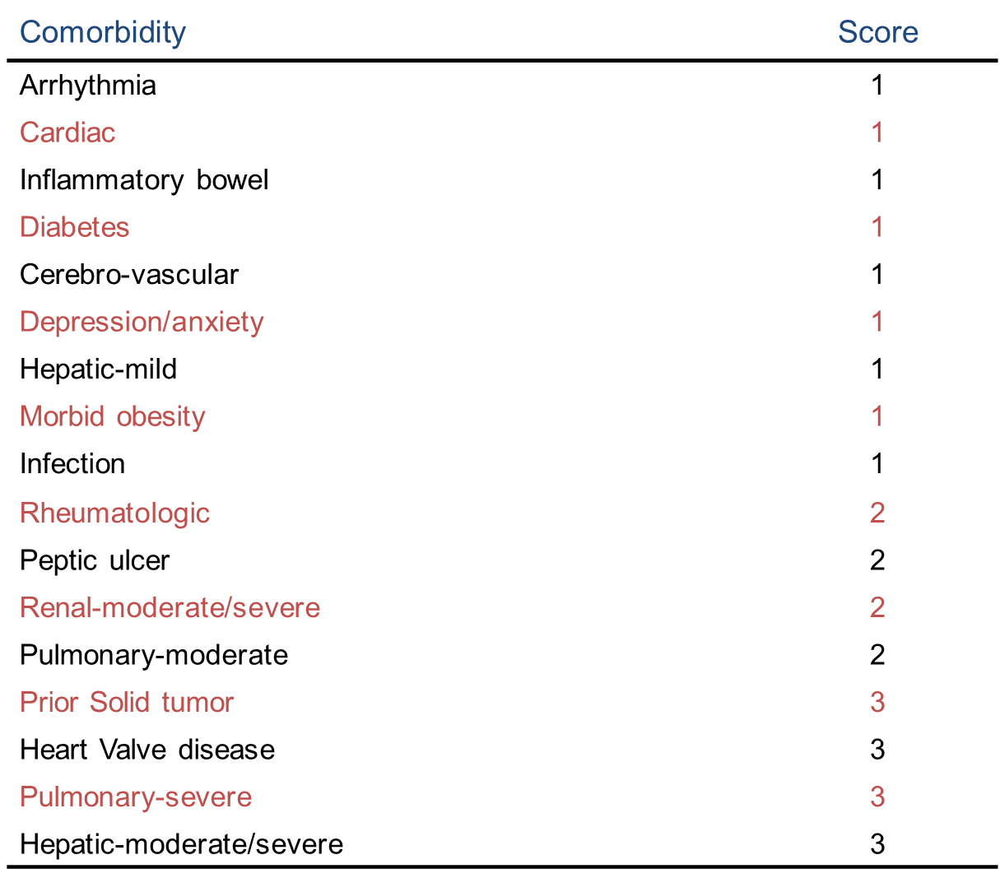 Comorbidity Score
Arrhythmia 1
Cardiac 1
Inflammatory bowel 1
Diabetes 1
Cerebro-vascular 1
Depression/anxiety 1
Hepatic-mild 1
Morbid obesity 1
Infection 1
Rheumatologic 2
Peptic ulcer 2
Renal-moderate/severe 2
Pulmonary-moderate 2
Prior Solid tumor 3
Heart Valve disease 3
Pulmonary-severe 3
Hepatic-moderate/severe 3